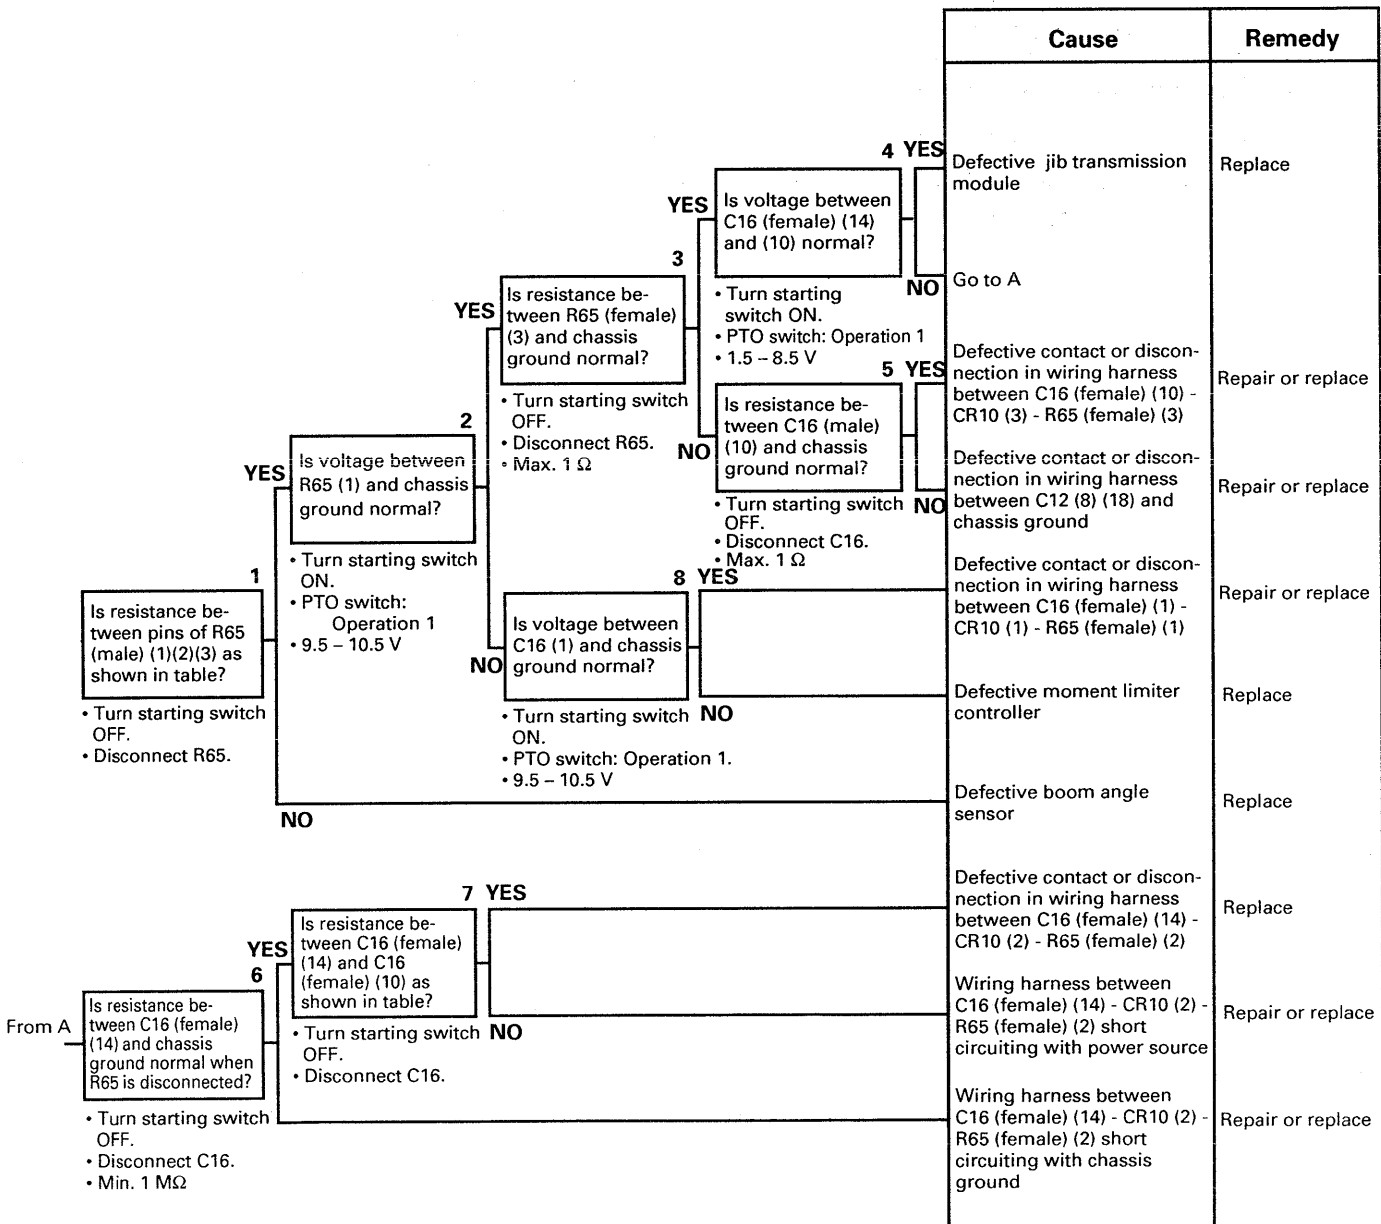 Cause
Remedy
4 YES
Defective jib transmission
module
Replace
YES
Is voltage between
C16 (female) (14)
and (10) normal?
NO
Go to A
• Turn starting
switch ON.
• PTO switch: Operation 1
• 1.5 – 8.5 V
3
YES
Is resistance be-
tween R65 (female)
(3) and chassis
ground normal?
• Turn starting switch
OFF.
• Disconnect R65.
• Max. 1 Ω
5 YES
Defective contact or discon-
nection in wiring harness
between C16 (female) (10) -
CR10 (3) - R65 (female) (3)
Repair or replace
NO
Is resistance be-
tween C16 (male)
(10) and chassis
ground normal?
NO
Defective contact or discon-
nection in wiring harness
between C12 (8) (18) and
chassis ground
Repair or replace
• Turn starting switch
OFF.
• Disconnect C16.
• Max. 1 Ω
2
YES
Is voltage between
R65 (1) and chassis
ground normal?
• Turn starting switch
ON.
• PTO switch:
Operation 1
• 9.5 – 10.5 V
8 YES
Defective contact or discon-
nection in wiring harness
between C16 (female) (1) -
CR10 (1) - R65 (female) (1)
Repair or replace
NO
Is voltage between
C16 (1) and chassis
ground normal?
NO
Defective moment limiter
controller
Replace
• Turn starting switch
ON.
• PTO switch: Operation 1.
• 9.5 – 10.5 V
1
Is resistance be-
tween pins of R65
(male) (1)(2)(3) as
shown in table?
• Turn starting switch
OFF.
• Disconnect R65.
NO
Defective boom angle
sensor
Replace
7 YES
Defective contact or discon-
nection in wiring harness
between C16 (female) (14) -
CR10 (2) - R65 (female) (2)
Replace
YES
6
Is resistance be-
tween C16 (female)
(14) and C16
(female) (10) as
shown in table?
NO
Wiring harness between
C16 (female) (14) - CR10 (2) -
R65 (female) (2) short
circuiting with power source
Repair or replace
• Turn starting switch
OFF.
• Disconnect C16.
From A
Is resistance be-
tween C16 (female)
(14) and chassis
ground normal when
R65 is disconnected?
• Turn starting switch
OFF.
• Disconnect C16.
• Min. 1 MΩ
Wiring harness between
C16 (female) (14) - CR10 (2) -
R65 (female) (2) short
circuiting with chassis
ground
Repair or replace